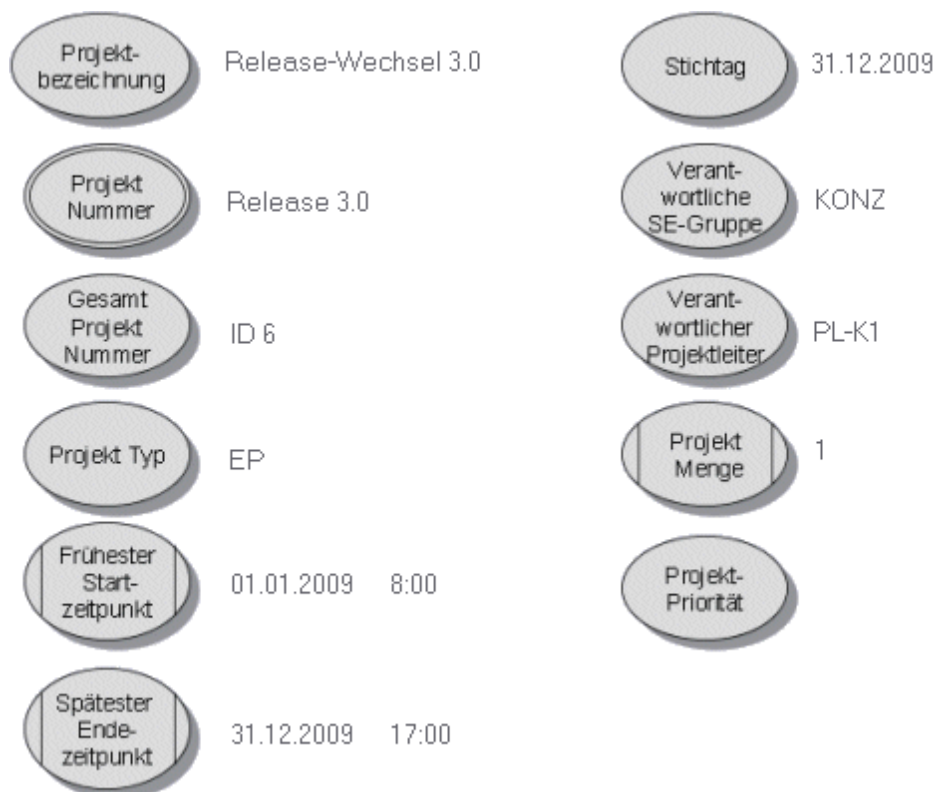 Projekt-
bezeichnung
Release-Wechsel 3.0
Projekt
Nummer
Release 3.0
Gesamt
Projekt
Nummer
ID 6
Projekt Typ
EP
Frühester
Start-
zeitpunkt
01.01.2009 8:00
Spätester
Ende-
zeitpunkt
31.12.2009 17:00
Stichtag
31.12.2009
Verant-
wortliche
SE-Gruppe
KONZ
Verant-
wortlicher
Projektleiter
PL-K1
Projekt
Menge
1
Projekt-
Priorität